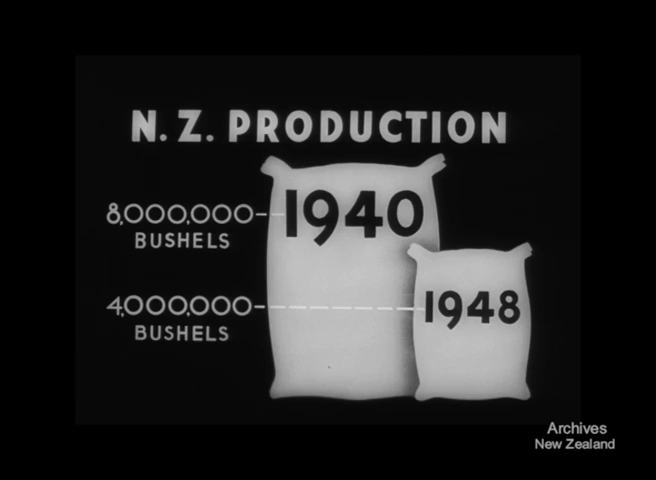 N. Z. PRODUCTION
8,000,000
BUSHELS
1940
4,000,000
BUSHELS
1948
Archives
New Zealand